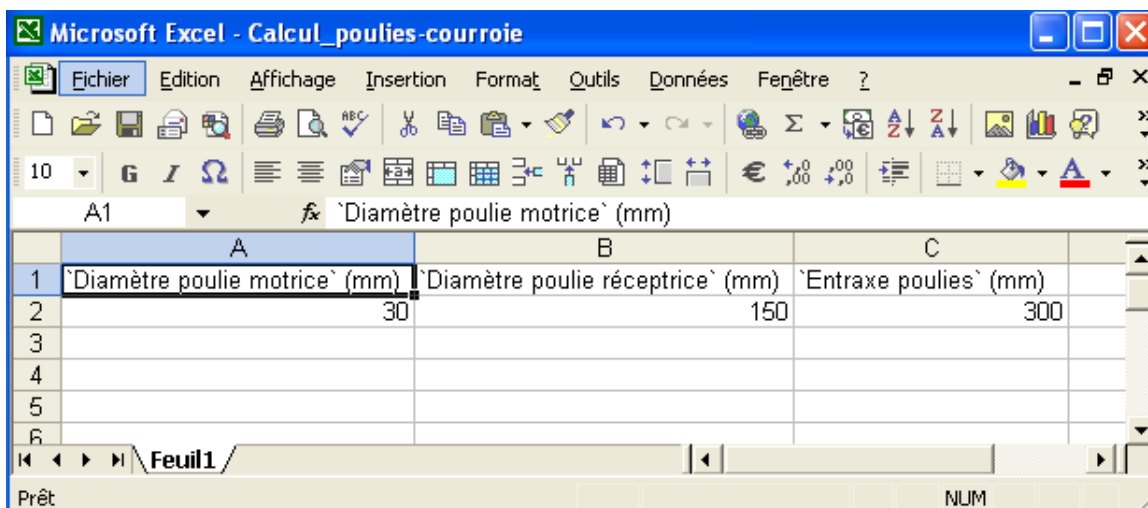 Microsoft Excel - Calcul_poulies-courroie
Fichier Edition Affichage Insertion Format Outils Données Fenêtre ?
10 G I
A1 fx `Diamètre poulie motrice` (mm)
A B C
1 `Diamètre poulie motrice` (mm) `Diamètre poulie réceptrice` (mm) `Entraxe poulies` (mm)
2 30 150 300
3
4
5
6
Feuil1
Prêt NUM